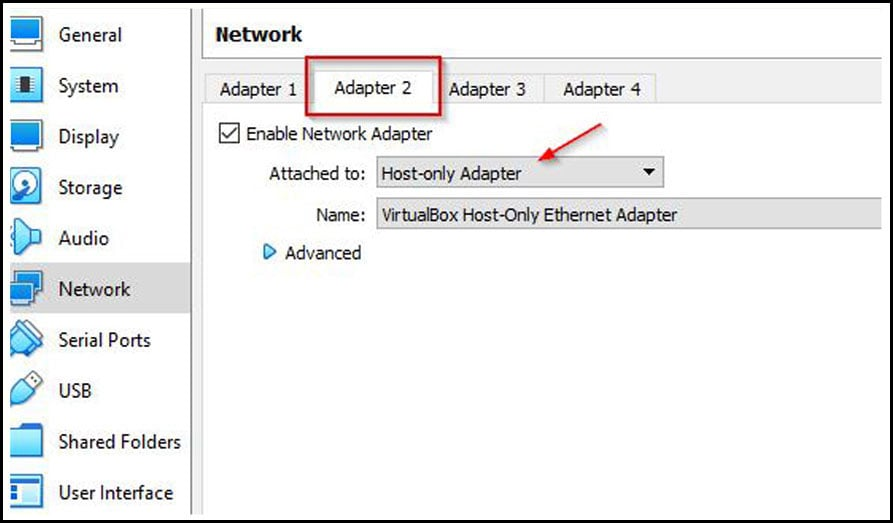 General
System
Display
Storage
Audio
Network
Serial Ports
USB
Shared Folders
User Interface
Network
Adapter 1
Adapter 2
Adapter 3
Adapter 4
Enable Network Adapter
Attached to: Host-only Adapter
Name: VirtualBox Host-Only Ethernet Adapter
Advanced